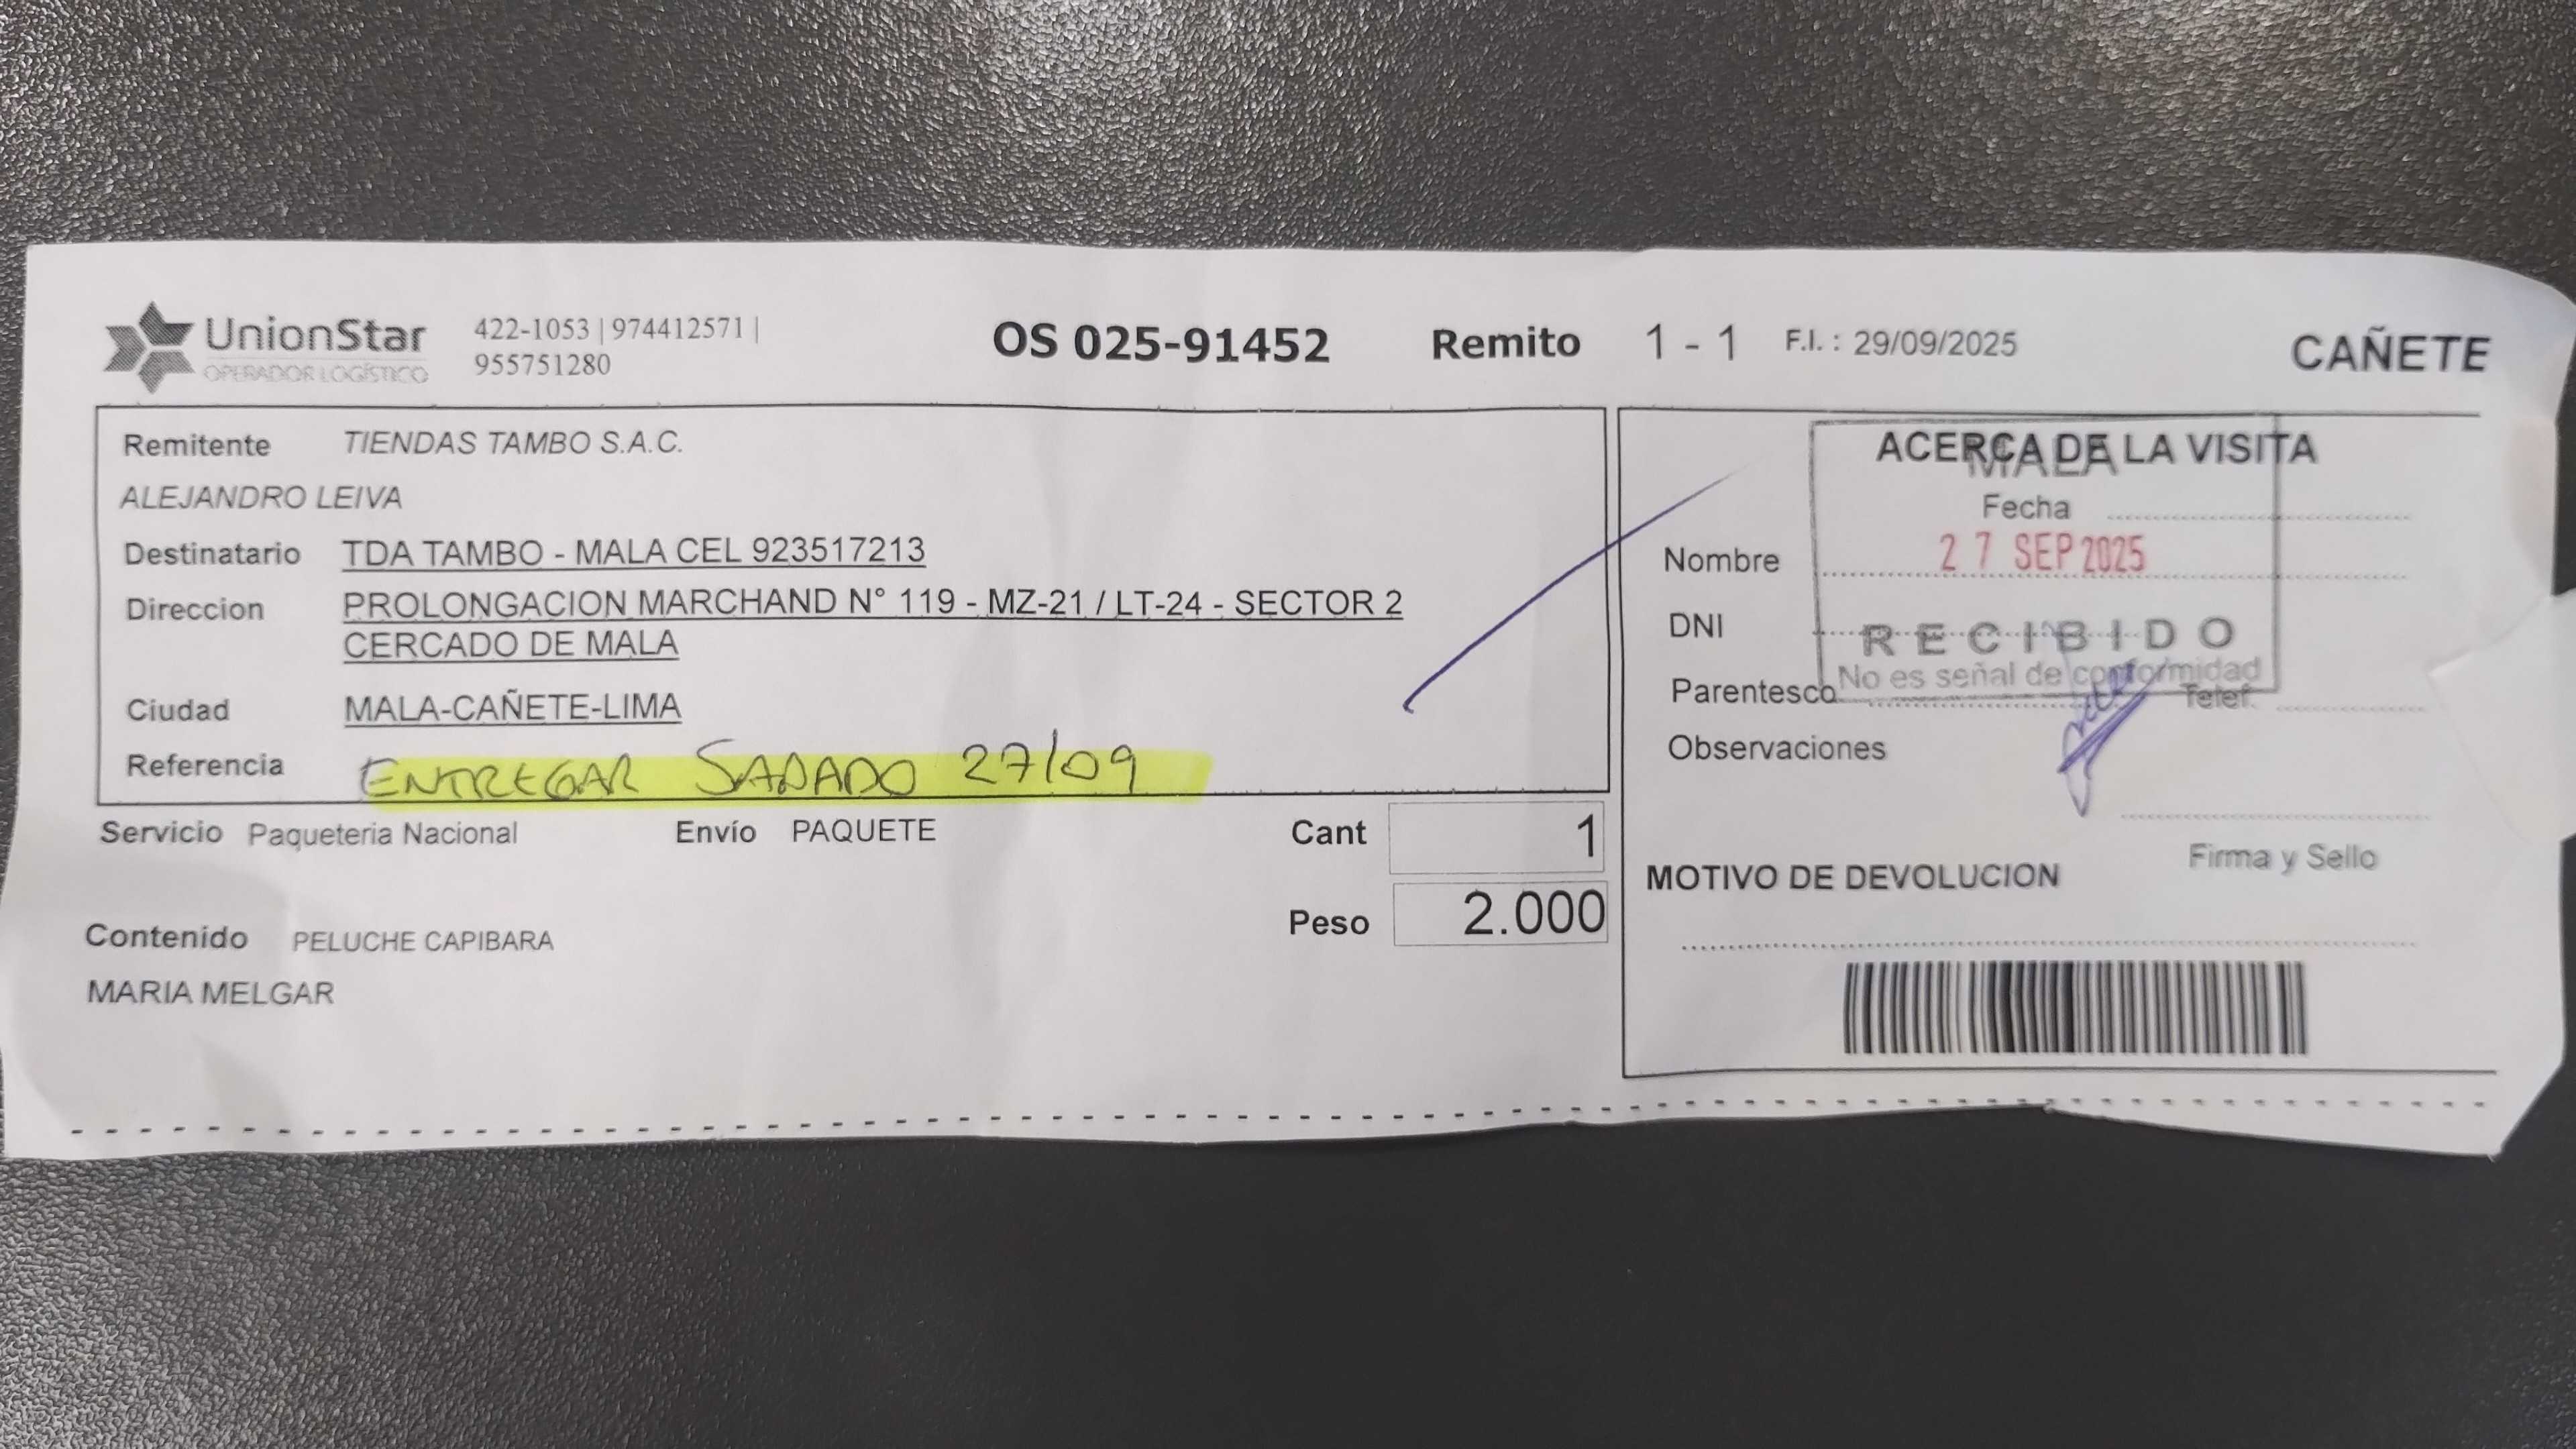 UnionStar
OPERADOR LOGÍSTICO
422-1053 | 974412571 |
955751280
OS 025-91452 Remito 1 - 1 F.I. : 29/09/2025 CAÑETE
Remitente TIENDAS TAMBO S.A.C.
ALEJANDRO LEIVA
Destinatario TDA TAMBO - MALA CEL 923517213
Direccion PROLONGACION MARCHAND N° 119 - MZ-21 / LT-24 - SECTOR 2
CERCADO DE MALA
Ciudad MALA-CAÑETE-LIMA
Referencia ENTREGAR SABADO 27/09
Servicio Paqueteria Nacional Envío PAQUETE
Cant 1
Peso 2.000
Contenido PELUCHE CAPIBARA
MARIA MELGAR
ACERCA DE LA VISITA
MALA
Fecha
27 SEP 2025
Nombre
DNI
RECIBIDO
No es señal de conformidad
Parentesco Telef.
Observaciones
Firma y Sello
MOTIVO DE DEVOLUCION